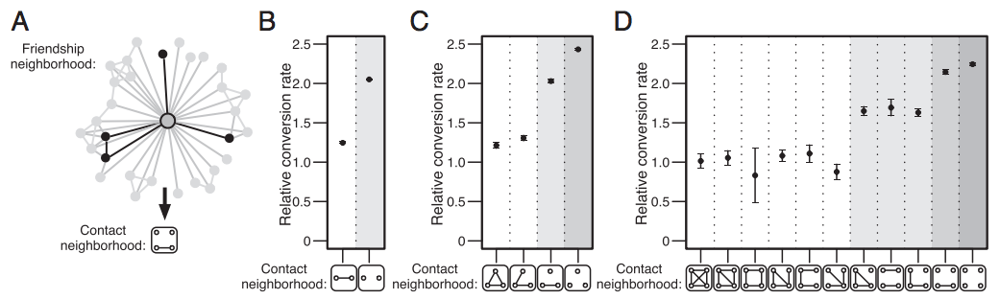 A
Friendship
neighborhood:
Contact
neighborhood:
B
Relative conversion rate
2.5
2.0
1.5
1.0
0.5
0
Contact
neighborhood:
C
Relative conversion rate
2.5
2.0
1.5
1.0
0.5
0
Contact
neighborhood:
D
Relative conversion rate
2.5
2.0
1.5
1.0
0.5
0
Contact
neighborhood: